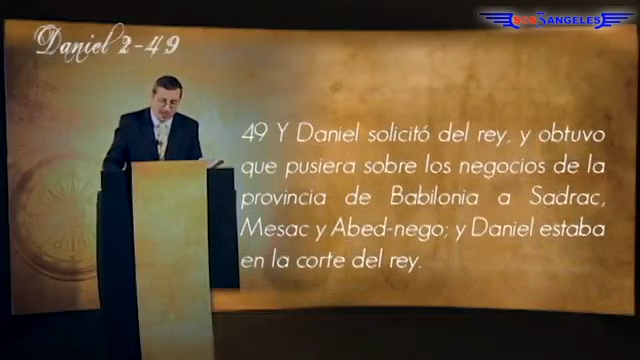 Daniel 2-49
SOS3ANGELES
49 Y Daniel solicitó del rey, y obtuvo
que pusiera sobre los negocios de la
provincia de Babilonia a Sadrac,
Mesac y Abed-nego; y Daniel estaba
en la corte del rey.